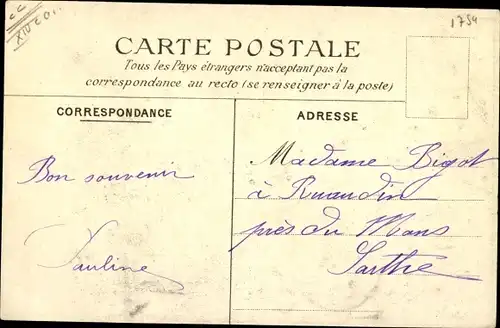 1754
CARTE POSTALE
Tous les Pays étrangers n'acceptant pas la
correspondance au recto (se renseigner à la poste)
CORRESPONDANCE
ADRESSE
Bon souvenir
Pauline
Madame Bigot
à Ruaudin
près du Mans
Sarthe